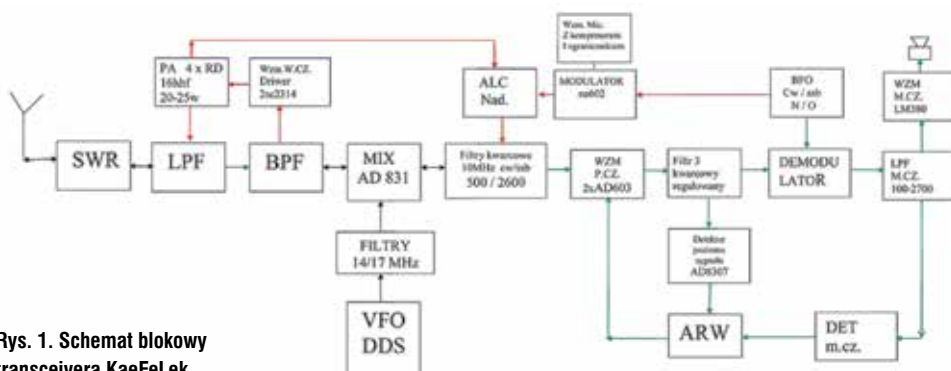 Wzm. Mic.
Z kompresorem
I ogranicznikiem
PA 4 x RD
16hhf
20-25w
Wzm.W.CZ.
Driwer
2sc2314
ALC
Nad.
MODULATOR
na602
BFO
Cw / ssb
N / O
WZM
M.CZ.
LM380
SWR
LPF
BPF
MIX
AD 831
Filtry kwarcowe
10MHz cw/ssb
500 / 2600
WZM
P.CZ.
2xAD603
Filtr 3
kwarcowy
regulowany
DEMODU
LATOR
LPF
M.CZ.
100-2700
FILTRY
14/17 MHz
Detektor
poziomu
sygnału
AD8307
VFO
DDS
ARW
DET
m.cz.
Rys. 1. Schemat blokowy
transceivera KaeFeLek